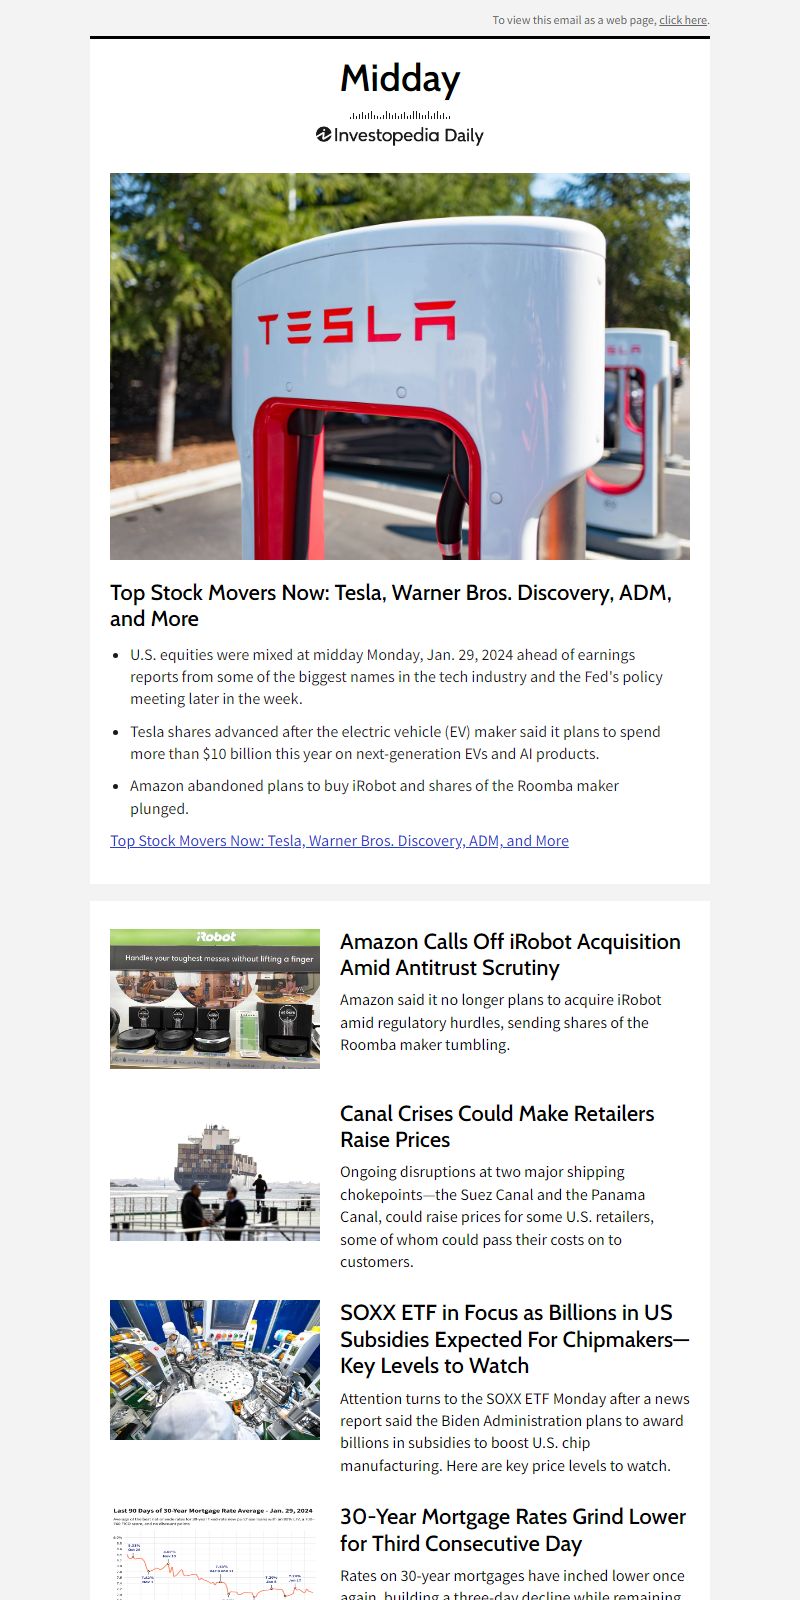 To view this email as a web page, click here.
Midday
Investopedia Daily
TESLA
TESLA
Top Stock Movers Now: Tesla, Warner Bros. Discovery, ADM,
and More
• U.S. equities were mixed at midday Monday, Jan. 29, 2024 ahead of earnings
reports from some of the biggest names in the tech industry and the Fed's policy
meeting later in the week.
• Tesla shares advanced after the electric vehicle (EV) maker said it plans to spend
more than $10 billion this year on next-generation EVs and AI products.
• Amazon abandoned plans to buy iRobot and shares of the Roomba maker
plunged.
Top Stock Movers Now: Tesla, Warner Bros. Discovery, ADM, and More
iRobot
Handles your toughest messes without lifting a finger
Amazon Calls Off iRobot Acquisition
Amid Antitrust Scrutiny
Amazon said it no longer plans to acquire iRobot
amid regulatory hurdles, sending shares of the
Roomba maker tumbling.
Canal Crises Could Make Retailers
Raise Prices
Ongoing disruptions at two major shipping
chokepoints—the Suez Canal and the Panama
Canal, could raise prices for some U.S. retailers,
some of whom could pass their costs on to
customers.
SOXX ETF in Focus as Billions in US
Subsidies Expected For Chipmakers—
Key Levels to Watch
Attention turns to the SOXX ETF Monday after a news
report said the Biden Administration plans to award
billions in subsidies to boost U.S. chip
manufacturing. Here are key price levels to watch.
Last 90 Days of 30-Year Mortgage Rate Average - Jan. 29, 2024
30-Year Mortgage Rates Grind Lower
for Third Consecutive Day
Rates on 30-year mortgages have inched lower once
again, building a three-day decline while remaining